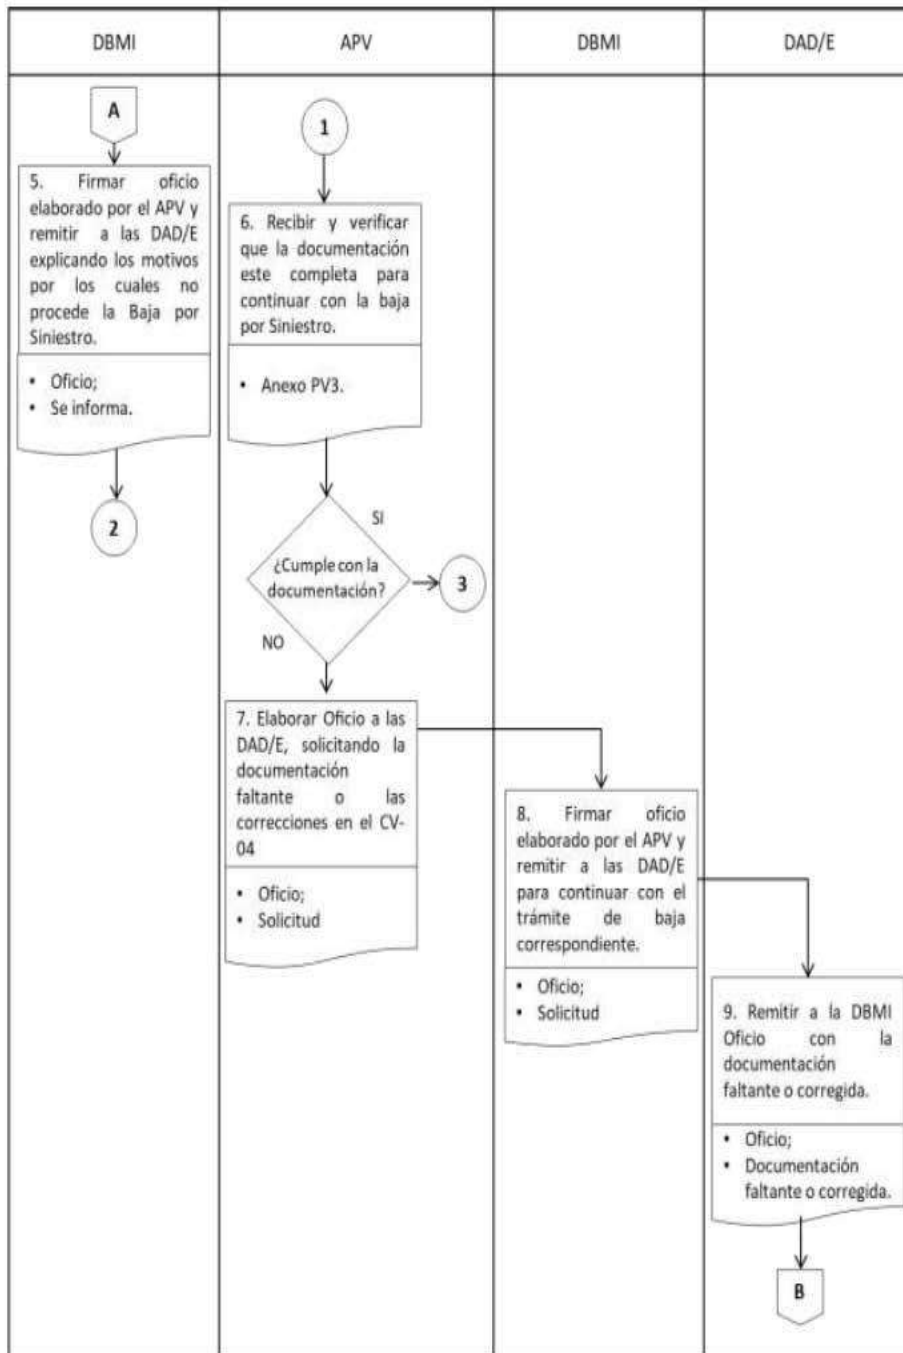 DBMI
APV
DBMI
DAD/E
A
5. Firmar oficio
elaborado por el APV y
remitir a las DAD/E
explicando los motivos
por los cuales no
procede la Baja por
Siniestro.
• Oficio;
• Se informa.
2
1
6. Recibir y verificar
que la documentación
este completa para
continuar con la baja
por Siniestro.
• Anexo PV3.
SI
¿Cumple con la
documentación?
3
NO
7. Elaborar Oficio a las
DAD/E, solicitando la
documentación
faltante o las
correcciones en el CV-
04
• Oficio;
• Solicitud
8. Firmar oficio
elaborado por el APV y
remitir a las DAD/E
para continuar con el
trámite de baja
correspondiente.
• Oficio;
• Solicitud
9. Remitir a la DBMI
Oficio con la
documentación
faltante o corregida.
• Oficio;
• Documentación
faltante o corregida.
B